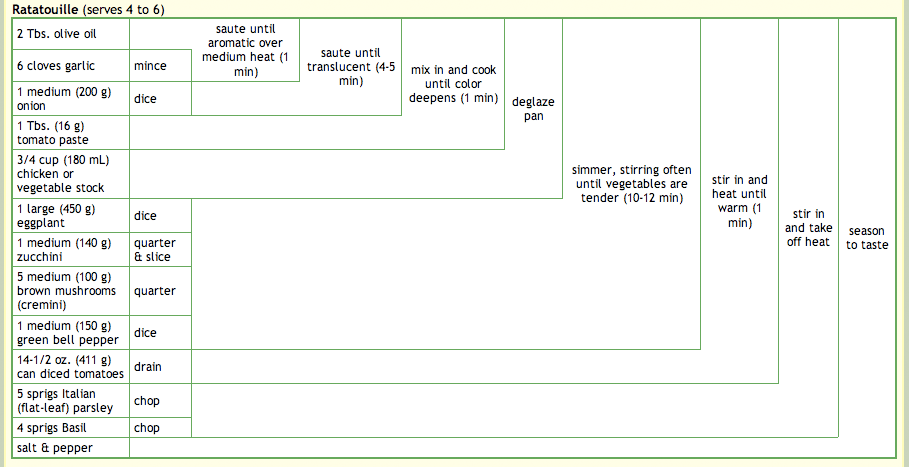 Ratatouille (serves 4 to 6)
2 Tbs. olive oil
saute until
aromatic over
medium heat (1
min)
saute until
translucent (4-5
min)
mix in and cook
until color
deepens (1 min)
deglaze
pan
simmer, stirring often
until vegetables are
tender (10-12 min)
stir in and
heat until
warm (1
min)
stir in
and take
off heat
season
to taste
6 cloves garlic
mince
1 medium (200 g)
onion
dice
1 Tbs. (16 g)
tomato paste
3/4 cup (180 mL)
chicken or
vegetable stock
1 large (450 g)
eggplant
dice
1 medium (140 g)
zucchini
quarter
& slice
5 medium (100 g)
brown mushrooms
(cremini)
quarter
1 medium (150 g)
green bell pepper
dice
14-1/2 oz. (411 g)
can diced tomatoes
drain
5 sprigs Italian
(flat-leaf) parsley
chop
4 sprigs Basil
chop
salt & pepper